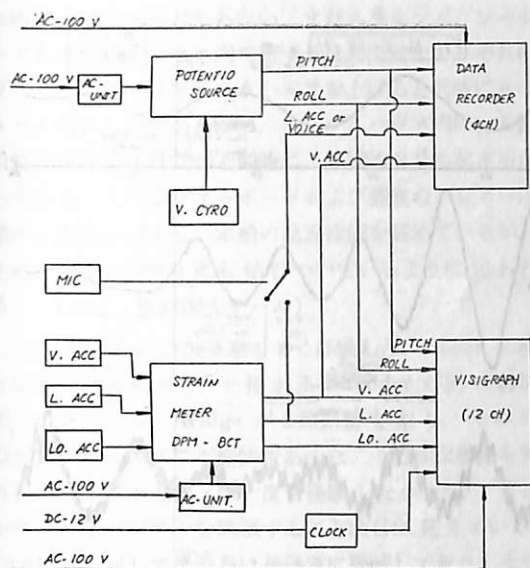 AC-100 V
AC-100 V
AC-
UNIT
POTENTIO
SOURCE
PITCH
ROLL
L. ACC or
VOICE
V. ACC
DATA
RECORDER
(4CH)
V. CYRO
MIC
V. ACC
L. ACC
LO. ACC
STRAIN
METER
DPM - BCT
PITCH
ROLL
V. ACC
L. ACC
LO. ACC
VISIGRAPH
(12 CH)
AC-100 V
AC-UNIT.
DC-12 V
CLOCK
AC-100 V